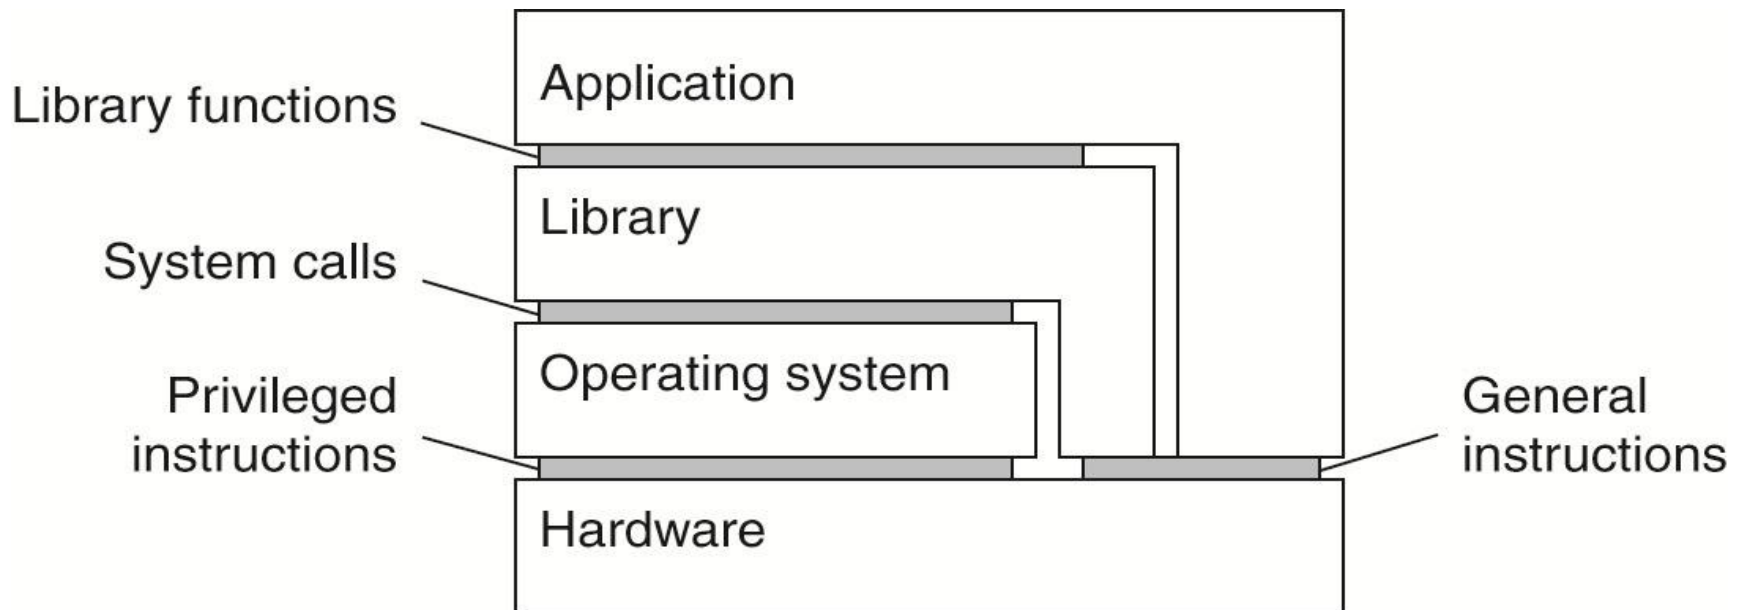 Application
Library functions
Library
System calls
Operating system
Privileged
instructions
General
instructions
Hardware